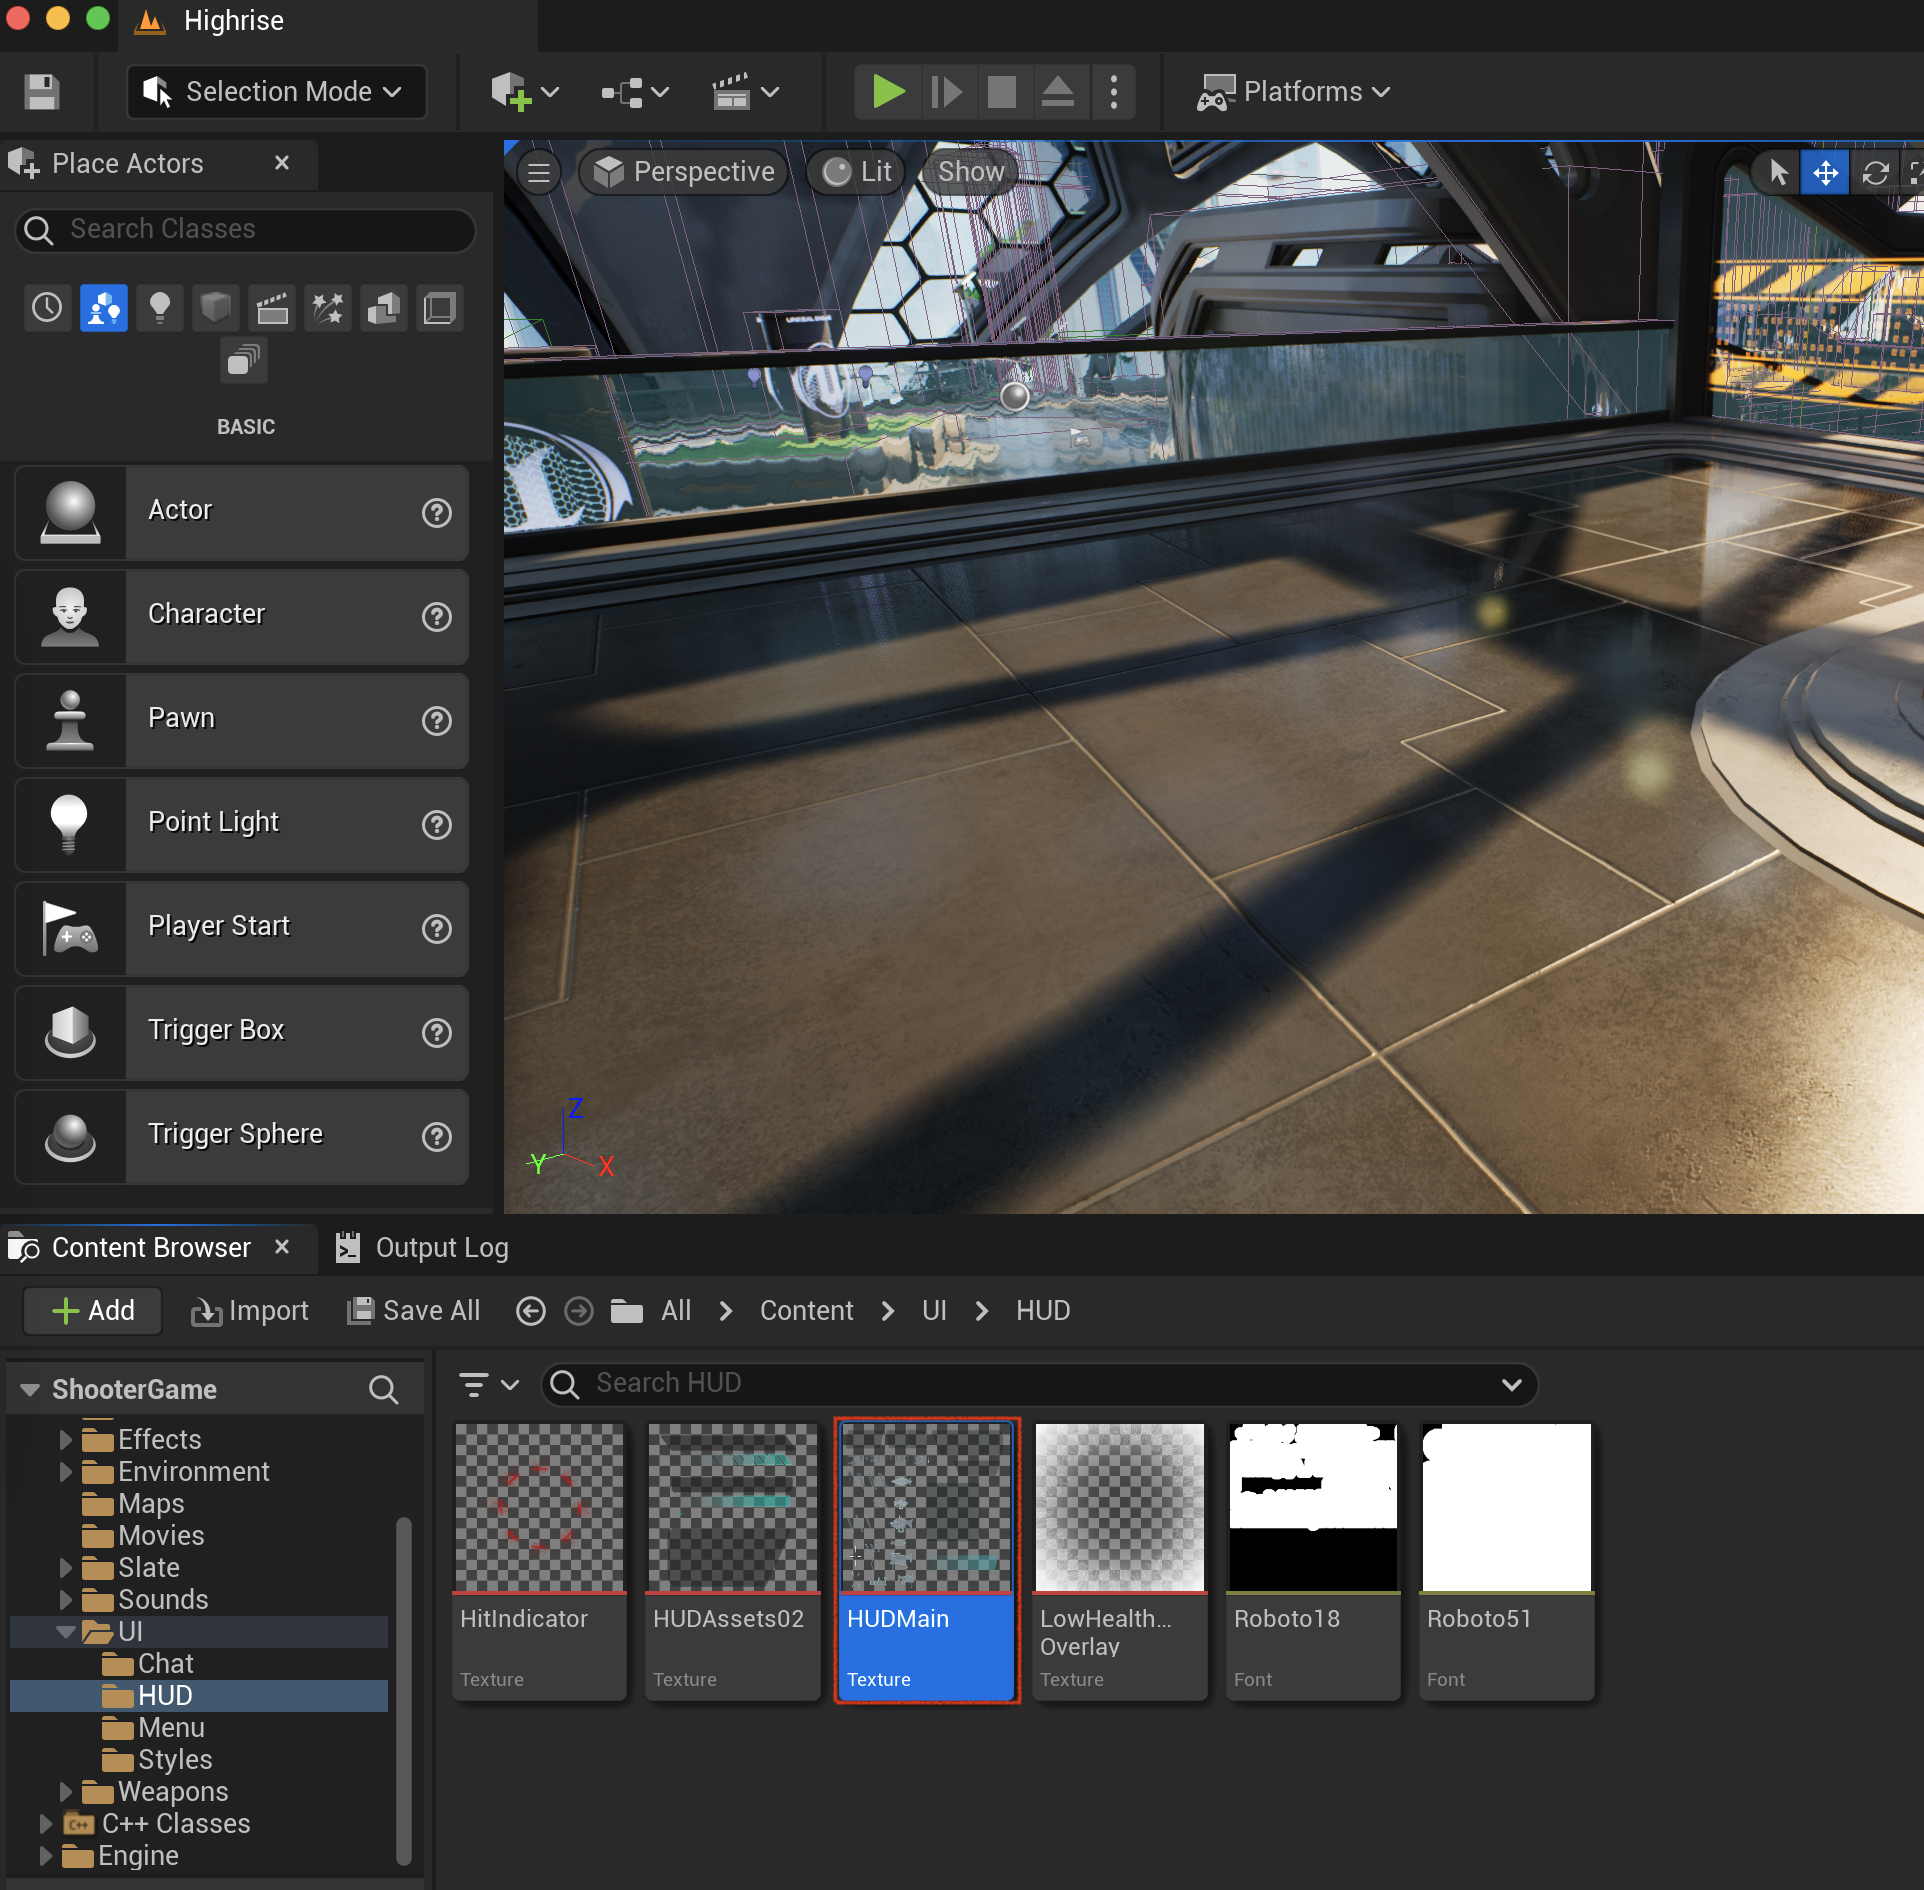 Highrise
Selection Mode
Platforms
Place Actors
Perspective
Lit
Show
Search Classes
BASIC
Actor
Character
Pawn
Point Light
Player Start
Trigger Box
Trigger Sphere
Z
Y
X
Content Browser
Output Log
Add
Import
Save All
All
Content
UI
HUD
ShooterGame
Search HUD
Effects
Environment
Maps
Movies
Slate
Sounds
UI
Chat
HUD
Menu
Styles
Weapons
C++
C++ Classes
Engine
HitIndicator
Texture
HUDAssets02
Texture
HUDMain
Texture
LowHealth...
Overlay
Texture
Roboto18
Font
Roboto51
Font